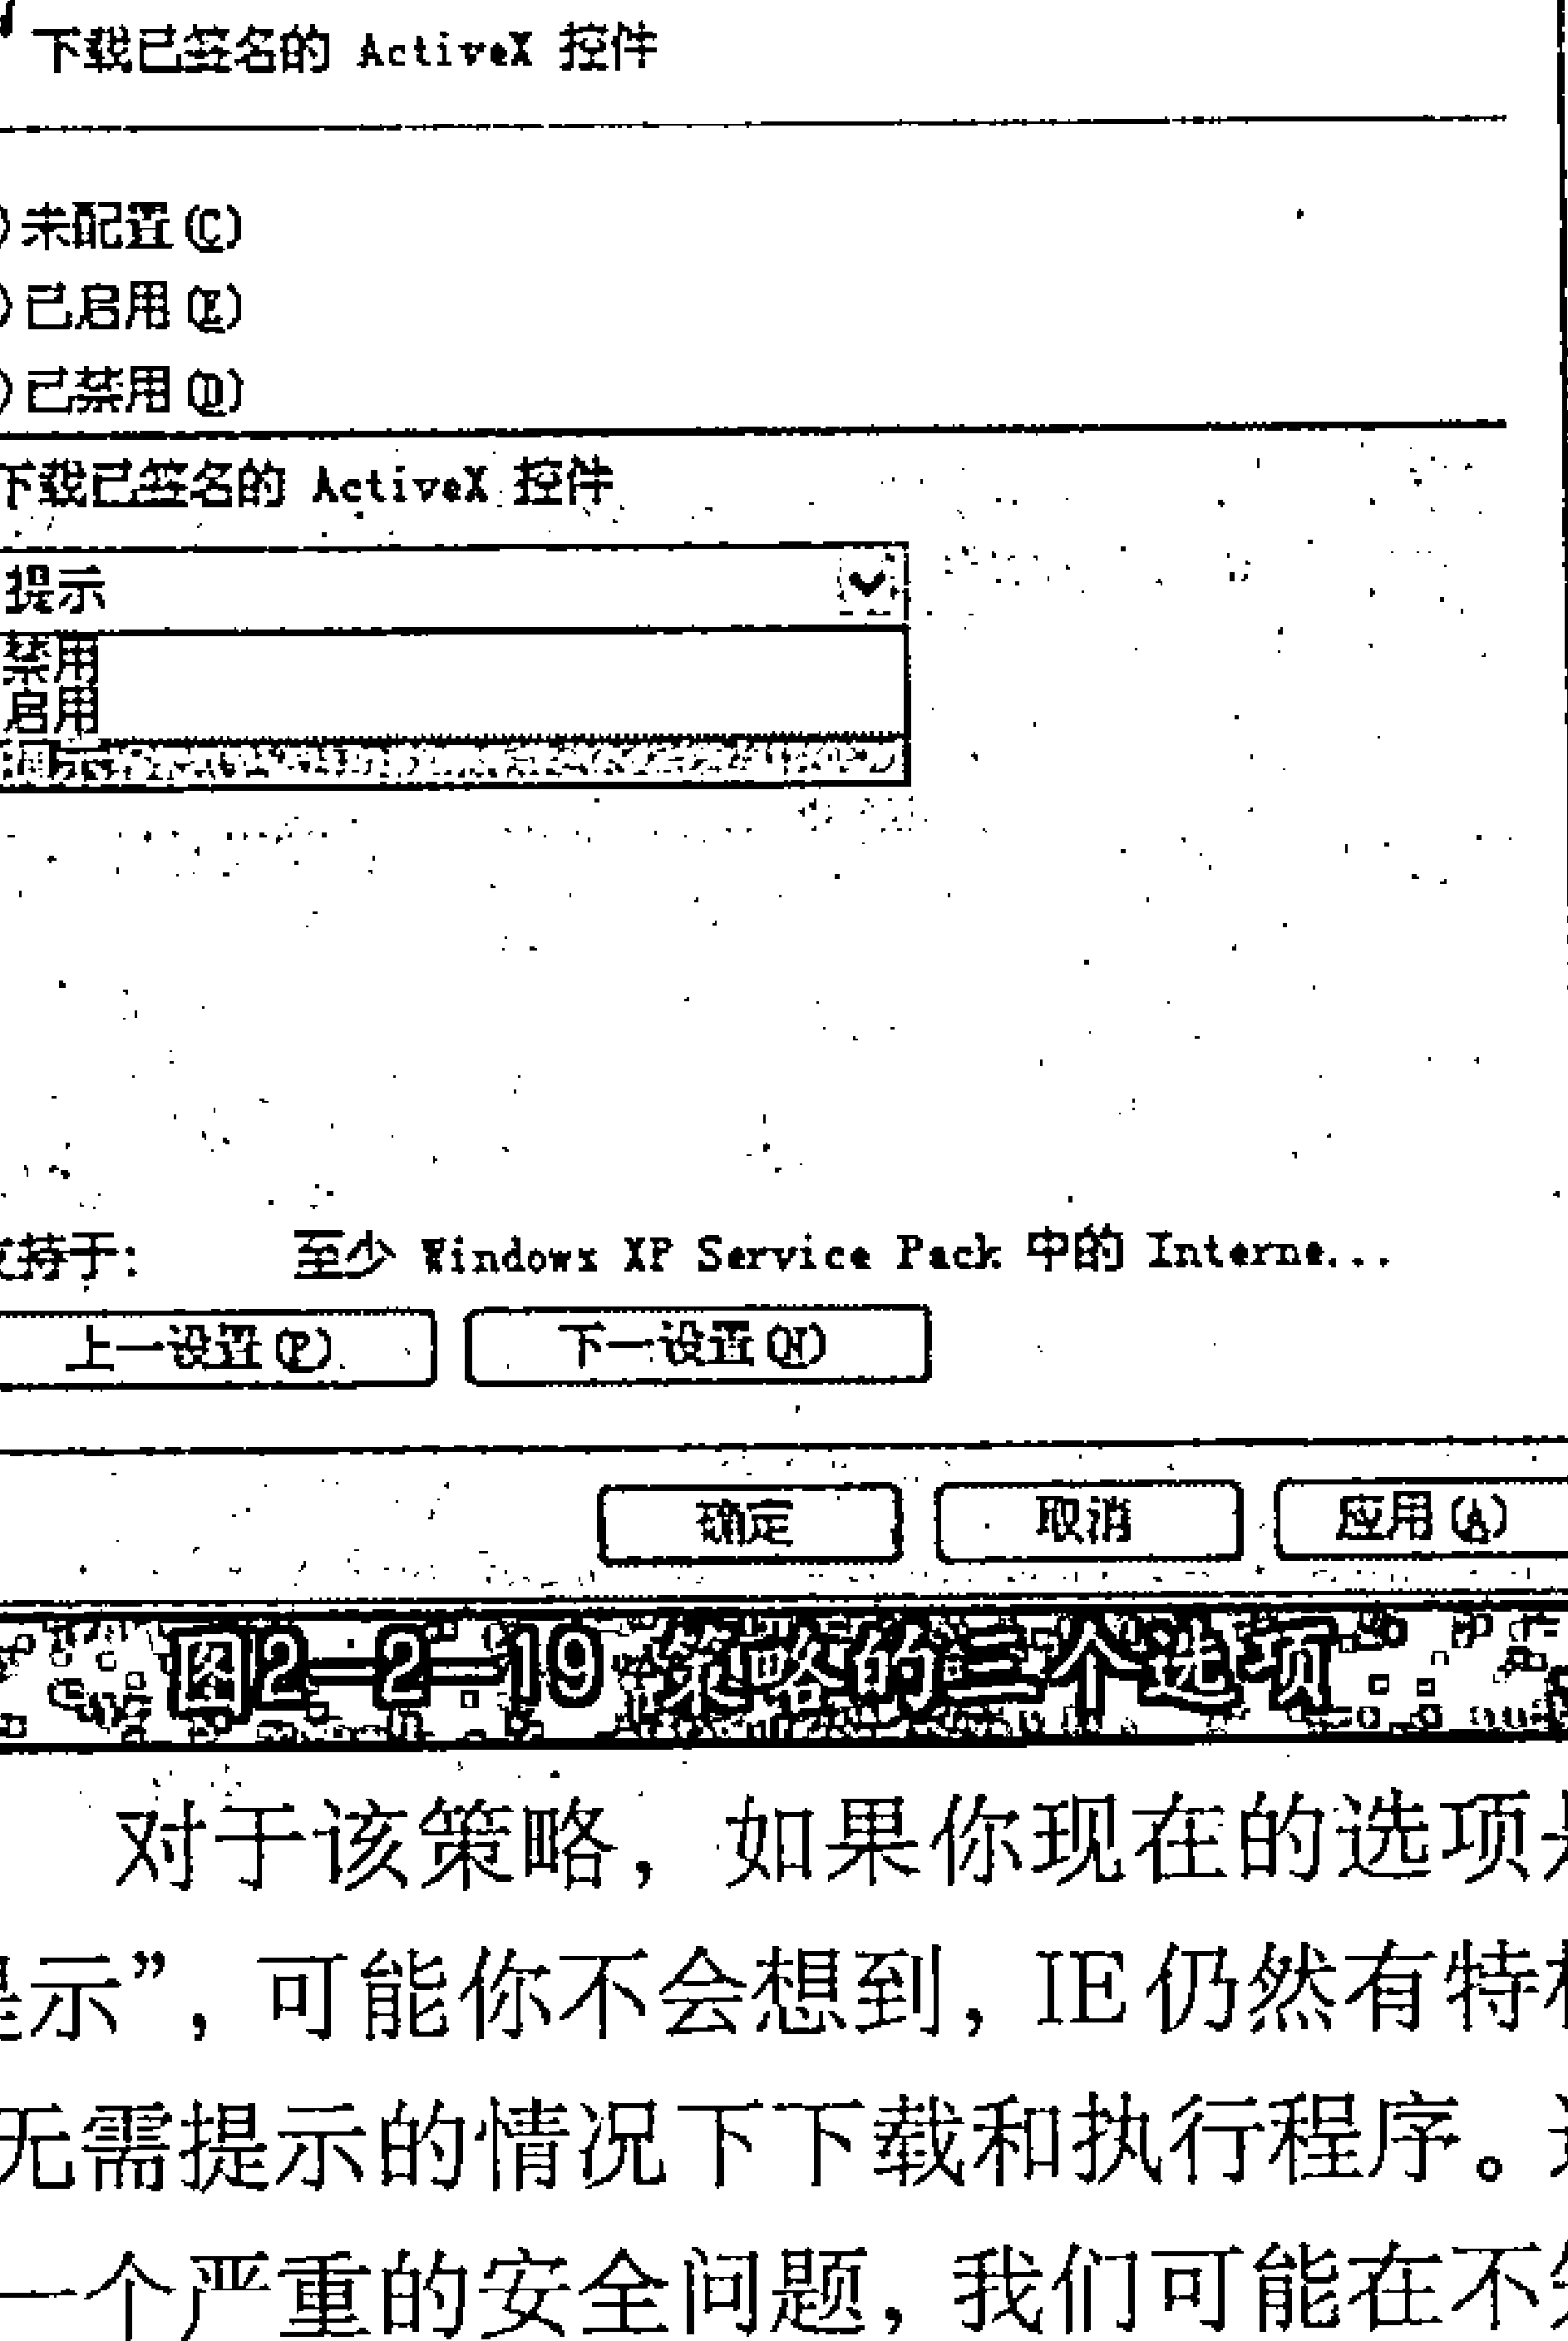 下载已签名的 ActiveX 控件
未配置(C)
已启用(E)
已禁用(D)
下载已签名的 ActiveX 控件
提示
禁用
启用
提示
支持于: 至少 Windows XP Service Pack 中的 Interne...
上一设置(P) 下一设置(N)
确定 取消 应用(A)
图2—2—19 策略的三个选项
对于该策略，如果你现在的选项是
提示”，可能你不会想到，IE仍然有特权
无需提示的情况下下载和执行程序。这
一个严重的安全问题，我们可能在不知